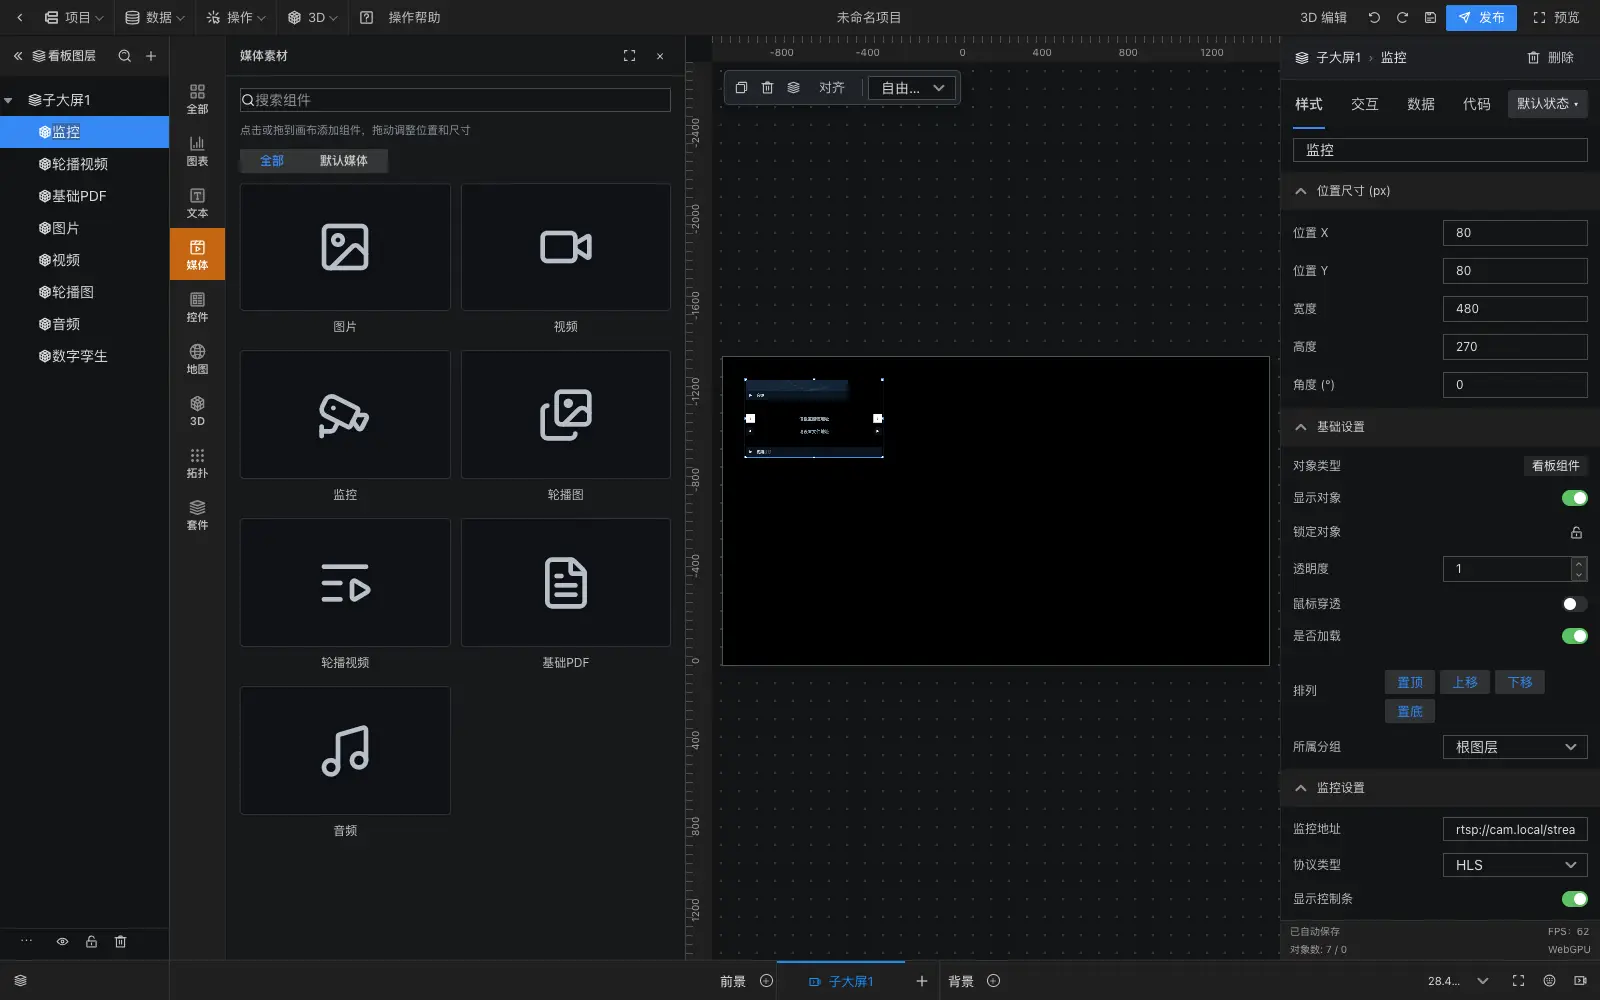 项目
数据
操作
3D
操作帮助
未命名项目
3D 编辑
发布
预览
看板图层
子大屏1
监控
轮播视频
基础PDF
图片
视频
轮播图
音频
数字孪生
全部
图表
文本
媒体
控件
地图
3D
拓扑
套件
媒体素材
搜索组件
点击或拖到画布添加组件，拖动调整位置和尺寸
全部
默认媒体
图片
视频
监控
轮播图
轮播视频
基础PDF
音频
-800
-400
0
400
800
1200
-2400
-2000
-1600
-1200
-800
-400
0
400
800
1200
对齐
自由...
子大屏1 › 监控
删除
样式
交互
数据
代码
默认状态
监控
位置尺寸 (px)
位置 X
80
位置 Y
80
宽度
480
高度
270
角度 (°)
0
基础设置
对象类型
看板组件
显示对象
锁定对象
透明度
1
鼠标穿透
是否加载
排列
置顶
上移
下移
置底
所属分组
根图层
监控设置
监控地址
rtsp://cam.local/strea
协议类型
HLS
显示控制条
已自动保存
FPS: 62
对象数: 7 / 0
WebGPU
前景
子大屏1
背景
28.4...